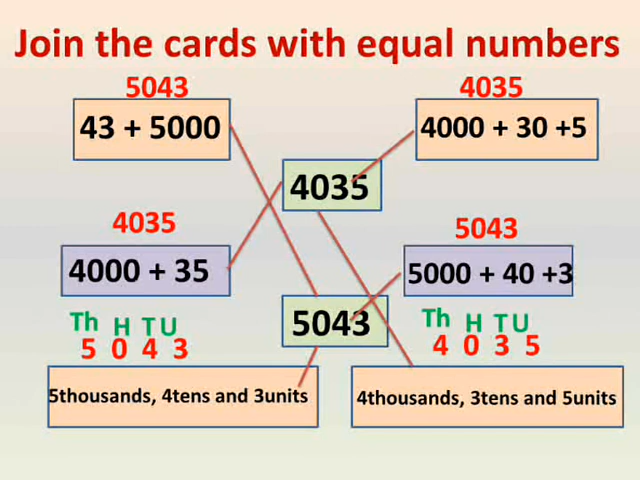 Join the cards with equal numbers
5043
4035
43 + 5000
4000 + 30 +5
4035
4035
5043
4000 + 35
5000 + 40 +3
5043
Th H T U
5 0 4 3
Th H T U
4 0 3 5
5thousands, 4tens and 3units
4thousands, 3tens and 5units